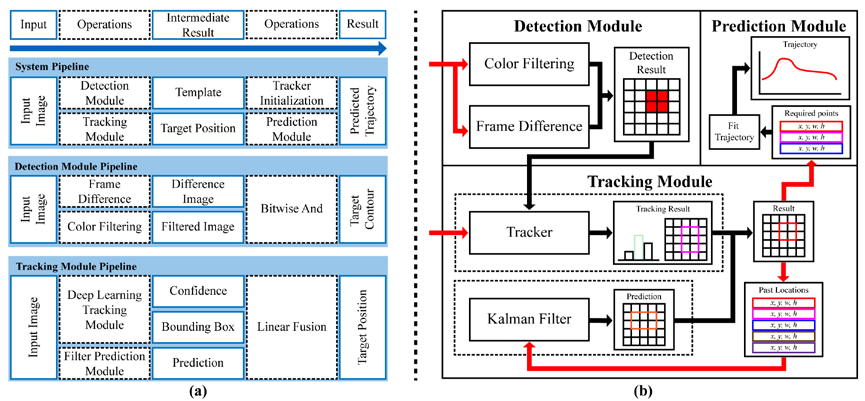 Input
Operations
Intermediate
Result
Operations
Result
System Pipeline
Input
Image
Detection
Module
Template
Tracker
Initialization
Predicted
Trajectory
Tracking
Module
Target Position
Prediction
Module
Detection Module Pipeline
Input
Image
Frame
Difference
Difference
Image
Bitwise And
Target
Contour
Color Filtering
Filtered Image
Tracking Module Pipeline
Input Image
Deep Learning
Tracking
Module
Confidence
Bounding Box
Linear Fusion
Target Position
Filter Prediction
Module
Prediction
(a)
Detection Module
Color Filtering
Frame Difference
Detection
Result
Prediction Module
Trajectory
Fit
Trajectory
Required points
x, y, w, h
x, y, w, h
x, y, w, h
Tracking Module
Tracker
Tracking Result
Result
Kalman Filter
Prediction
Past Locations
x, y, w, h
x, y, w, h
x, y, w, h
x, y, w, h
x, y, w, h
(b)